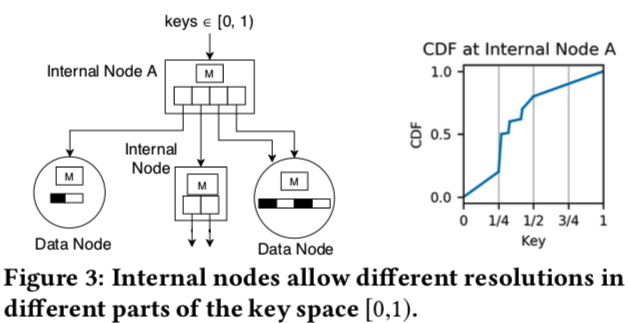 keys ∈ [0, 1)
Internal Node A
M
Internal
Node
M
M
M
Data Node
Data Node
CDF at Internal Node A
1.0
0.5
0.0
CDF
0 1/4 1/2 3/4 1
Key
Figure 3: Internal nodes allow different resolutions in
different parts of the key space [0,1).